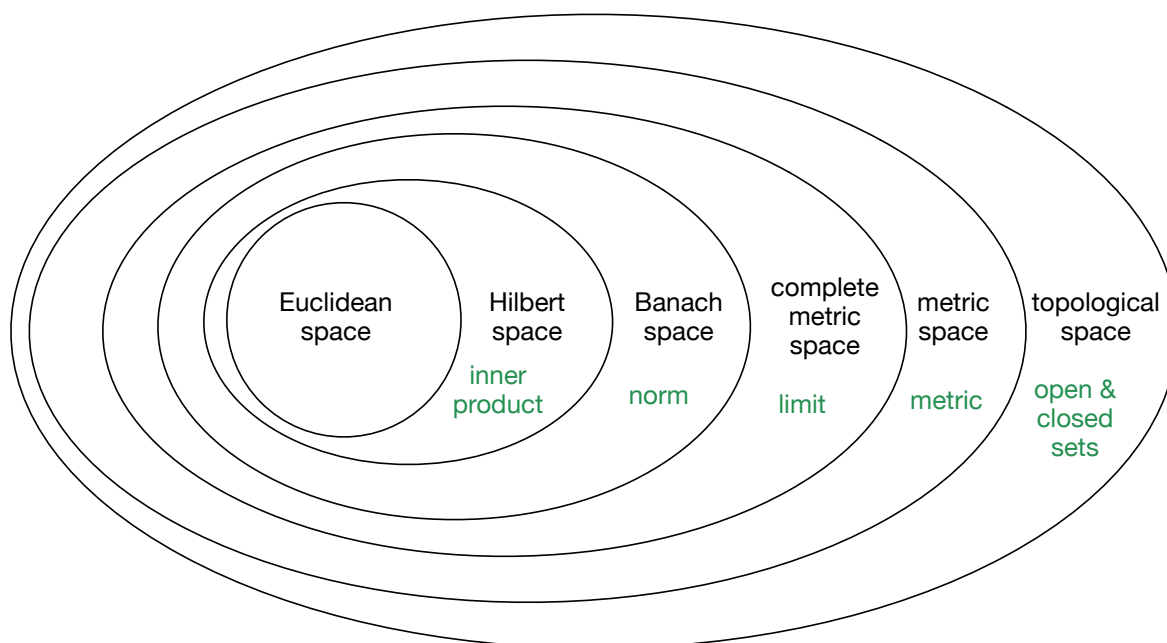 Euclidean
space
Hilbert
space
inner
product
Banach
space
norm
complete
metric
space
limit
metric
space
metric
topological
space
open &
closed
sets